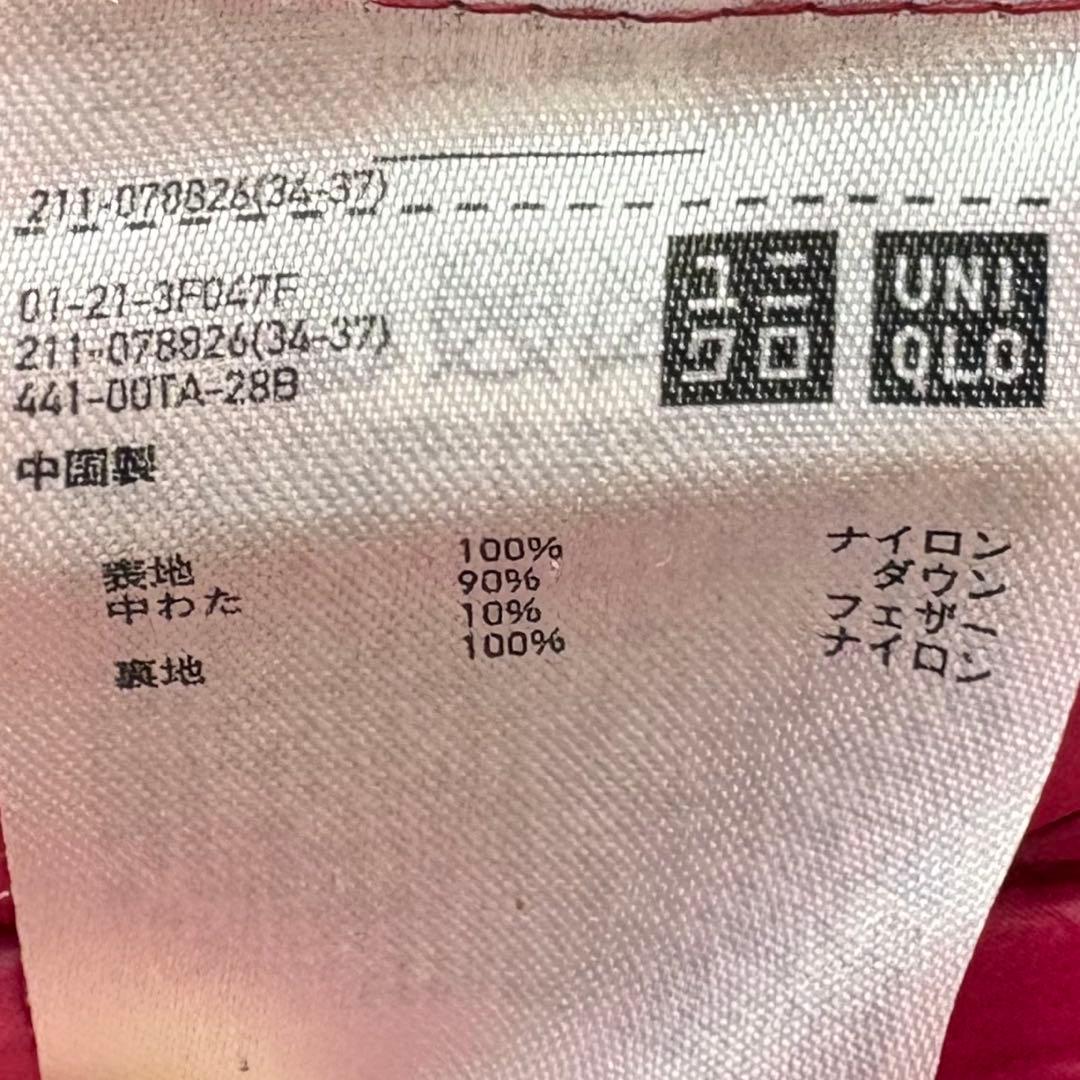 211-078826(34-37)
01-21-3F047F
211-078826(34-37)
441-00TA-28B
中国製
ユニ
クロ
UNI
QLO
表地 100% ナイロン
中わた 90% ダウン
10% フェザー
裏地 100% ナイロン